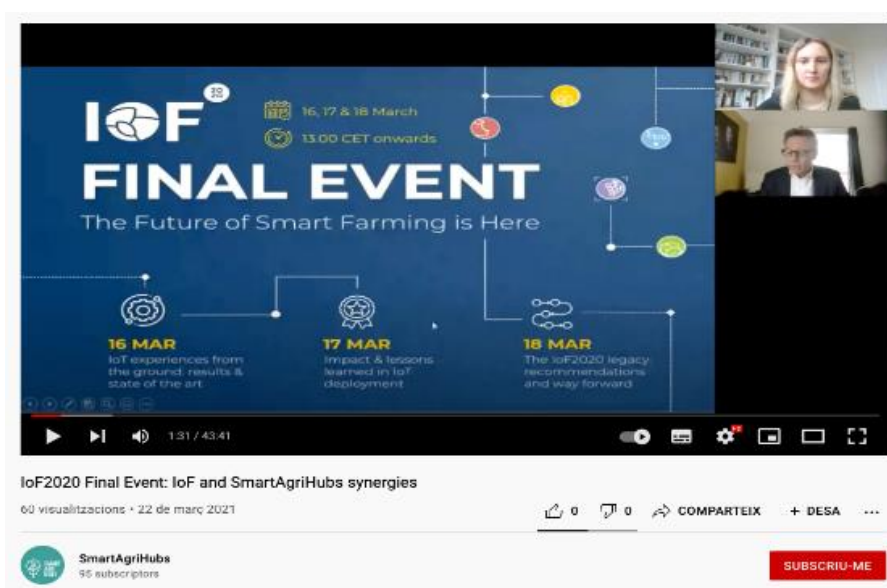 IOF 20 20
16, 17 & 18 March
13.00 CET onwards
FINAL EVENT
The Future of Smart Farming is Here
16 MAR
IoT experiences from
the ground, results &
state of the art
17 MAR
Impact & lessons
learned in IoT
deployment
18 MAR
The IoF2020 legacy
recommendations
and way forward
1:31 / 43:41
IoF2020 Final Event: IoF and SmartAgriHubs synergies
60 visualitzacions • 22 de març 2021
0
0
COMPARTEIX
+ DESA
SmartAgriHubs
95 subscriptors
SUBSCRIU-ME